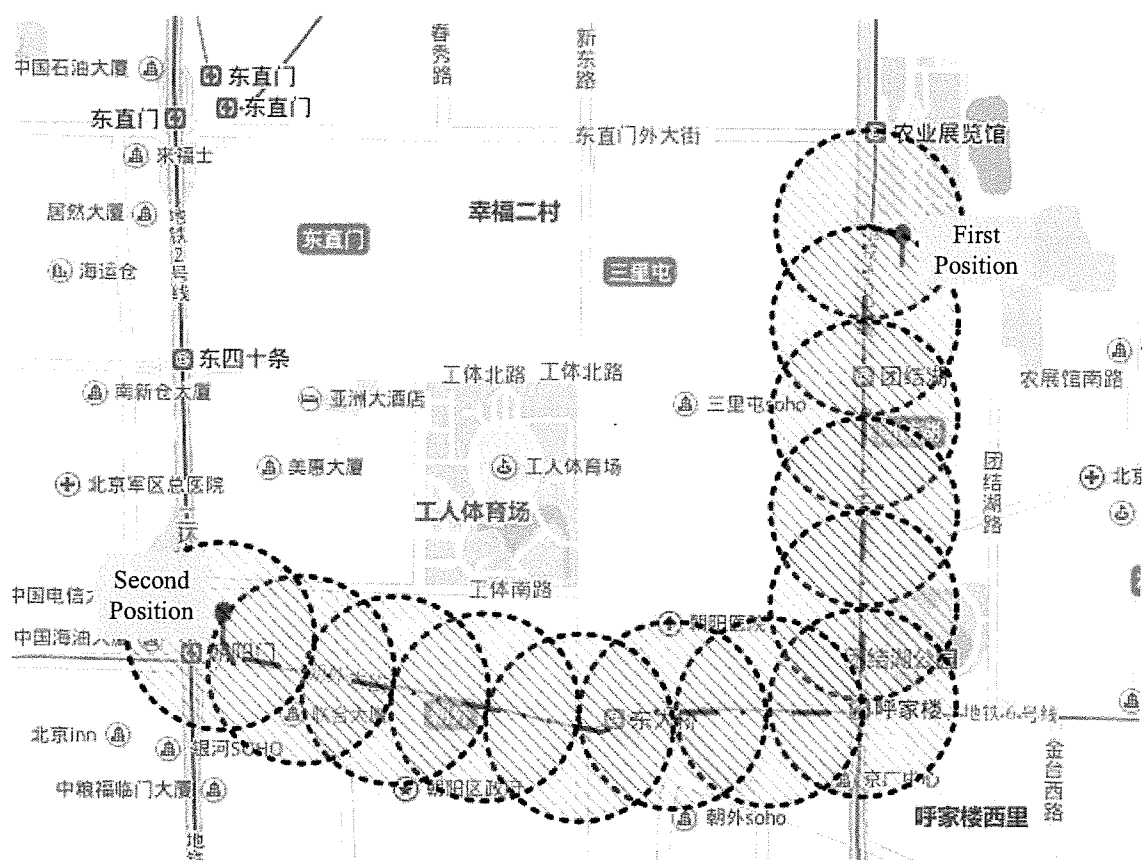 春秀路
新东路
中国石油大厦
东直门
东直门
东直门
东直门外大街
农业展览馆
来福士
居然大厦
地铁2号线
幸福二村
东直门
First
Position
海运仓
三里屯
东四十条
工体北路
工体北路
团结湖
农展馆南路
南新仓大厦
亚洲大酒店
三里屯soho
美惠大厦
工人体育场
团结湖路
北京军区总医院
北京
工人体育场
二环
Second
Position
工体南路
中国电信大
中国海油大厦
朝阳门
朝阳医院
团结湖公园
联合大厦
东大桥
呼家楼
地铁6号线
北京inn
银河SOHO
金台西路
中粮福临门大厦
朝阳区政府
京广中心
朝外soho
呼家楼西里
地铁